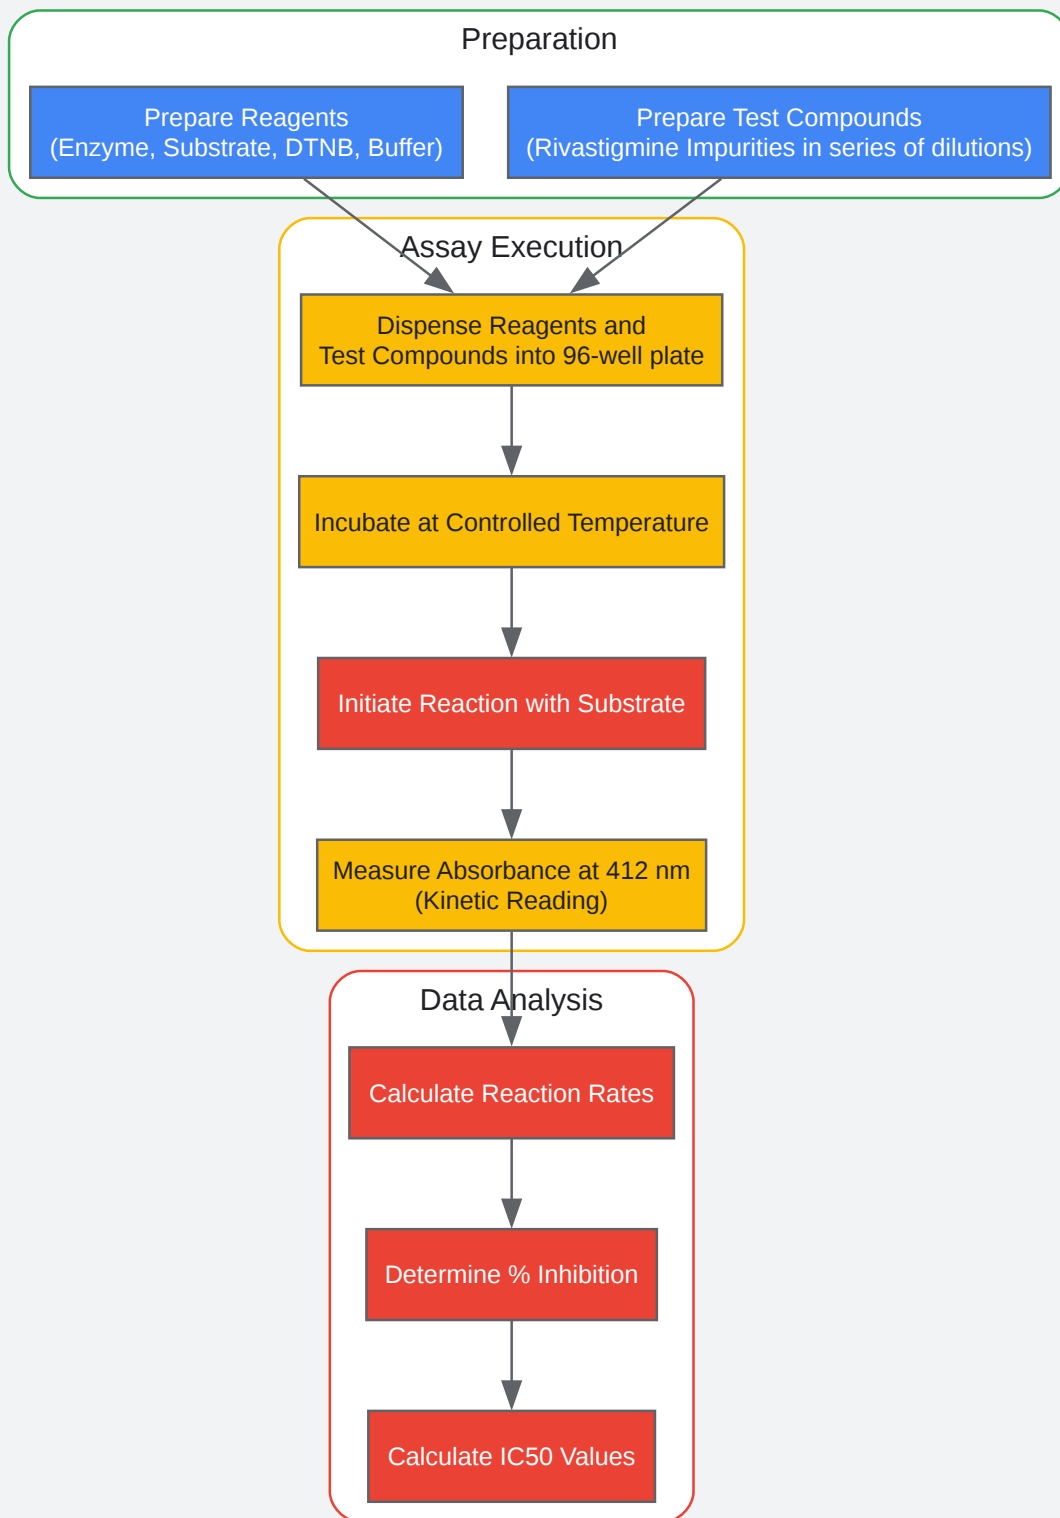 Preparation
Prepare Reagents
(Enzyme, Substrate, DTNB, Buffer)
Prepare Test Compounds
(Rivastigmine Impurities in series of dilutions)
Assay Execution
Dispense Reagents and
Test Compounds into 96-well plate
Incubate at Controlled Temperature
Initiate Reaction with Substrate
Measure Absorbance at 412 nm
(Kinetic Reading)
Data Analysis
Calculate Reaction Rates
Determine % Inhibition
Calculate IC50 Values